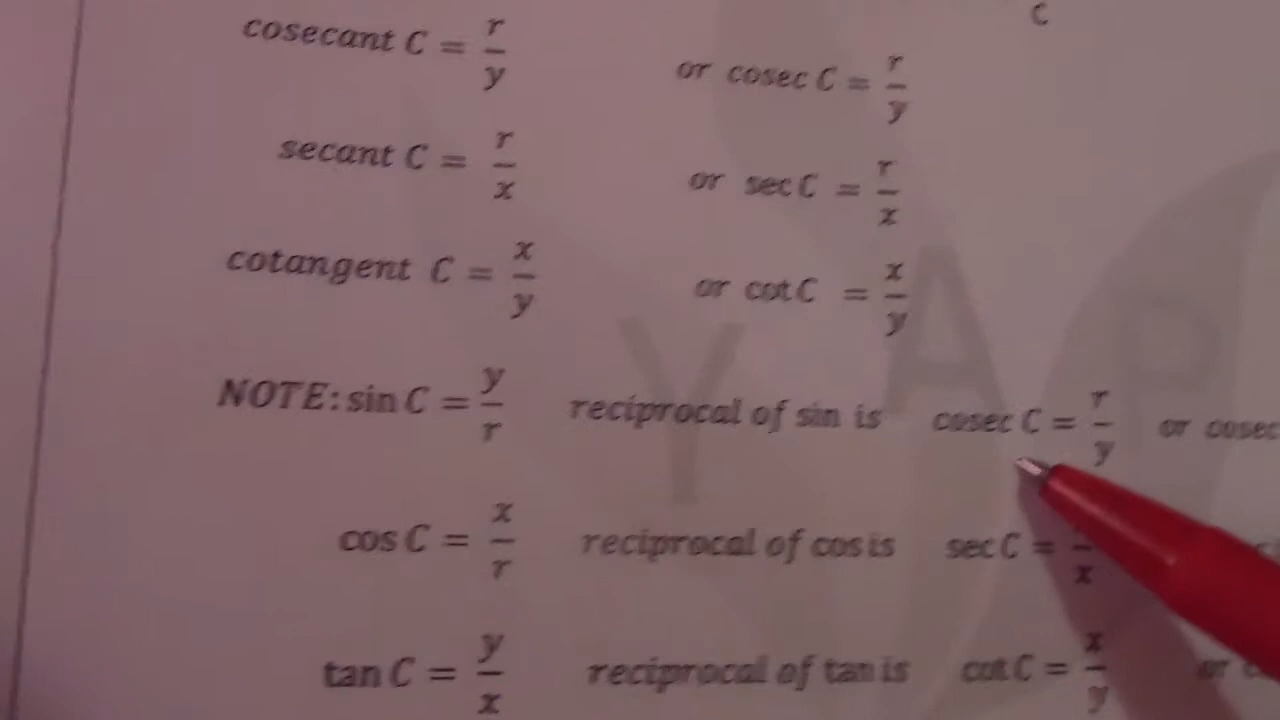 C
cosecant C = r/y or cosec C = r/y
secant C = r/x or sec C = r/x
cotangent C = x/y or cot C = x/y
NOTE: sin C = y/r reciprocal of sin is cosec C = r/y or cosec
cos C = x/r reciprocal of cos is sec C = /x
tan C = y/x reciprocal of tan is cot C = x/y or
Y A P